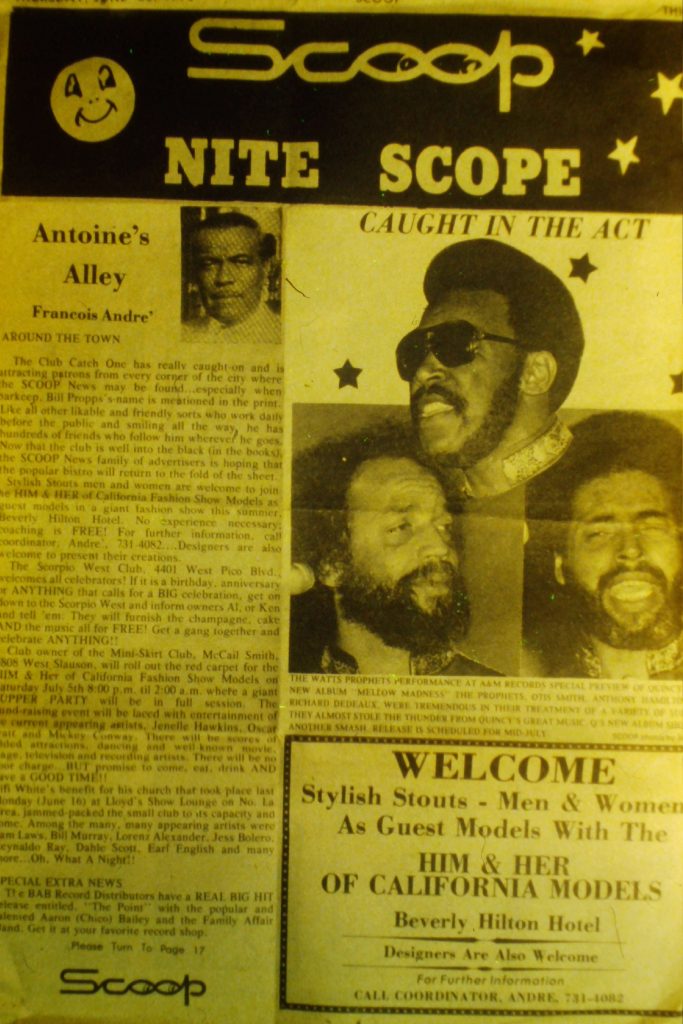 SCOOP
Scoop
NITE SCOPE
Antoine's
Alley
Francois Andre'
AROUND THE TOWN
The Club Catch One has really caught-on and is
attracting patrons from every corner of the city where
the SCOOP News may be found...especially when
barkeep, Bill Propps's-name is mentioned in the print.
Like all other likable and friendly sorts who work daily
before the public and smiling all the way, he has
hundreds of friends who follow him wherever he goes.
Now that the club is well into the black (in the books),
the SCOOP News family of advertisers is hoping that
the popular bistro will return to the fold of the sheet.
Stylish Stouts men and women are welcome to join
the HIM & HER of California Fashion Show Models as
guest models in a giant fashion show this summer,
Beverly Hilton Hotel. No experience necessary;
coaching is FREE! For further information, call
coordinator, Andre', 731-4082....Designers are also
welcome to present their creations.
The Scorpio West Club, 4401 West Pico Blvd.,
welcomes all celebrators! If it is a birthday, anniversary
or ANYTHING that calls for a BIG celebration, get on
down to the Scorpio West and inform owners Al, or Ken
and tell 'em: They will furnish the champagne, cake
AND the music all for FREE! Get a gang together and
celebrate ANYTHING!!
Club owner of the Mini-Skirt Club, McCail Smith,
1808 West Slauson, will roll out the red carpet for the
HIM & Her of California Fashion Show Models on
Saturday July 5th 8:00 p.m. til 2:00 a.m. where a giant
SUPPER PARTY will be in full session. The
fund-raising event will be laced with entertainment of
current appearing artists, Jenelle Hawkins, Oscar
and Mickey Conway. There will be scores of
dancing and well-known movie,
stage, television and recording artists. There will be no
door charge. BUT promise to come, eat, drink AND
have a GOOD TIME!!
White's benefit for his church that took place last
Monday (June 16) at Lloyd's Show Lounge on No. La
Brea, jammed-packed the small club to its capacity and
some. Among the many, many appearing artists were
Sam Laws, Bill Murray, Lorenz Alexander, Jess Bolero,
Reynaldo Ray, Dable Scott, Earl English and many
more...Oh, What A Night!!
SPECIAL EXTRA NEWS
The BAB Record Distributors have a REAL BIG HIT
release entitled, "The Point" with the popular and
talented Aaron (Chico) Bailey and the Family Affair
Band. Get it at your favorite record shop.
Please Turn To Page 17
Scoop
CAUGHT IN THE ACT
THE WATTS PROPHETS PERFORMANCE AT A&M RECORDS SPECIAL PREVIEW OF QUINCY
NEW ALBUM "MELLOW MADNESS" THE PROPHETS, OTIS SMITH, ANTHONY HAMIL
RICHARD DEDEAUX, WERE TREMENDOUS IN THEIR TREATMENT OF A VARIETY OF
THEY ALMOST STOLE THE THUNDER FROM QUINCY'S GREAT MUSIC. Q'S NEW ALBUM
ANOTHER SMASH. RELEASE IS SCHEDULED FOR MID-JULY.
WELCOME
Stylish Stouts - Men & Women
As Guest Models With The
HIM & HER
OF CALIFORNIA MODELS
Beverly Hilton Hotel
Designers Are Also Welcome
For Further Information
CALL COORDINATOR, ANDRE, 731-4082